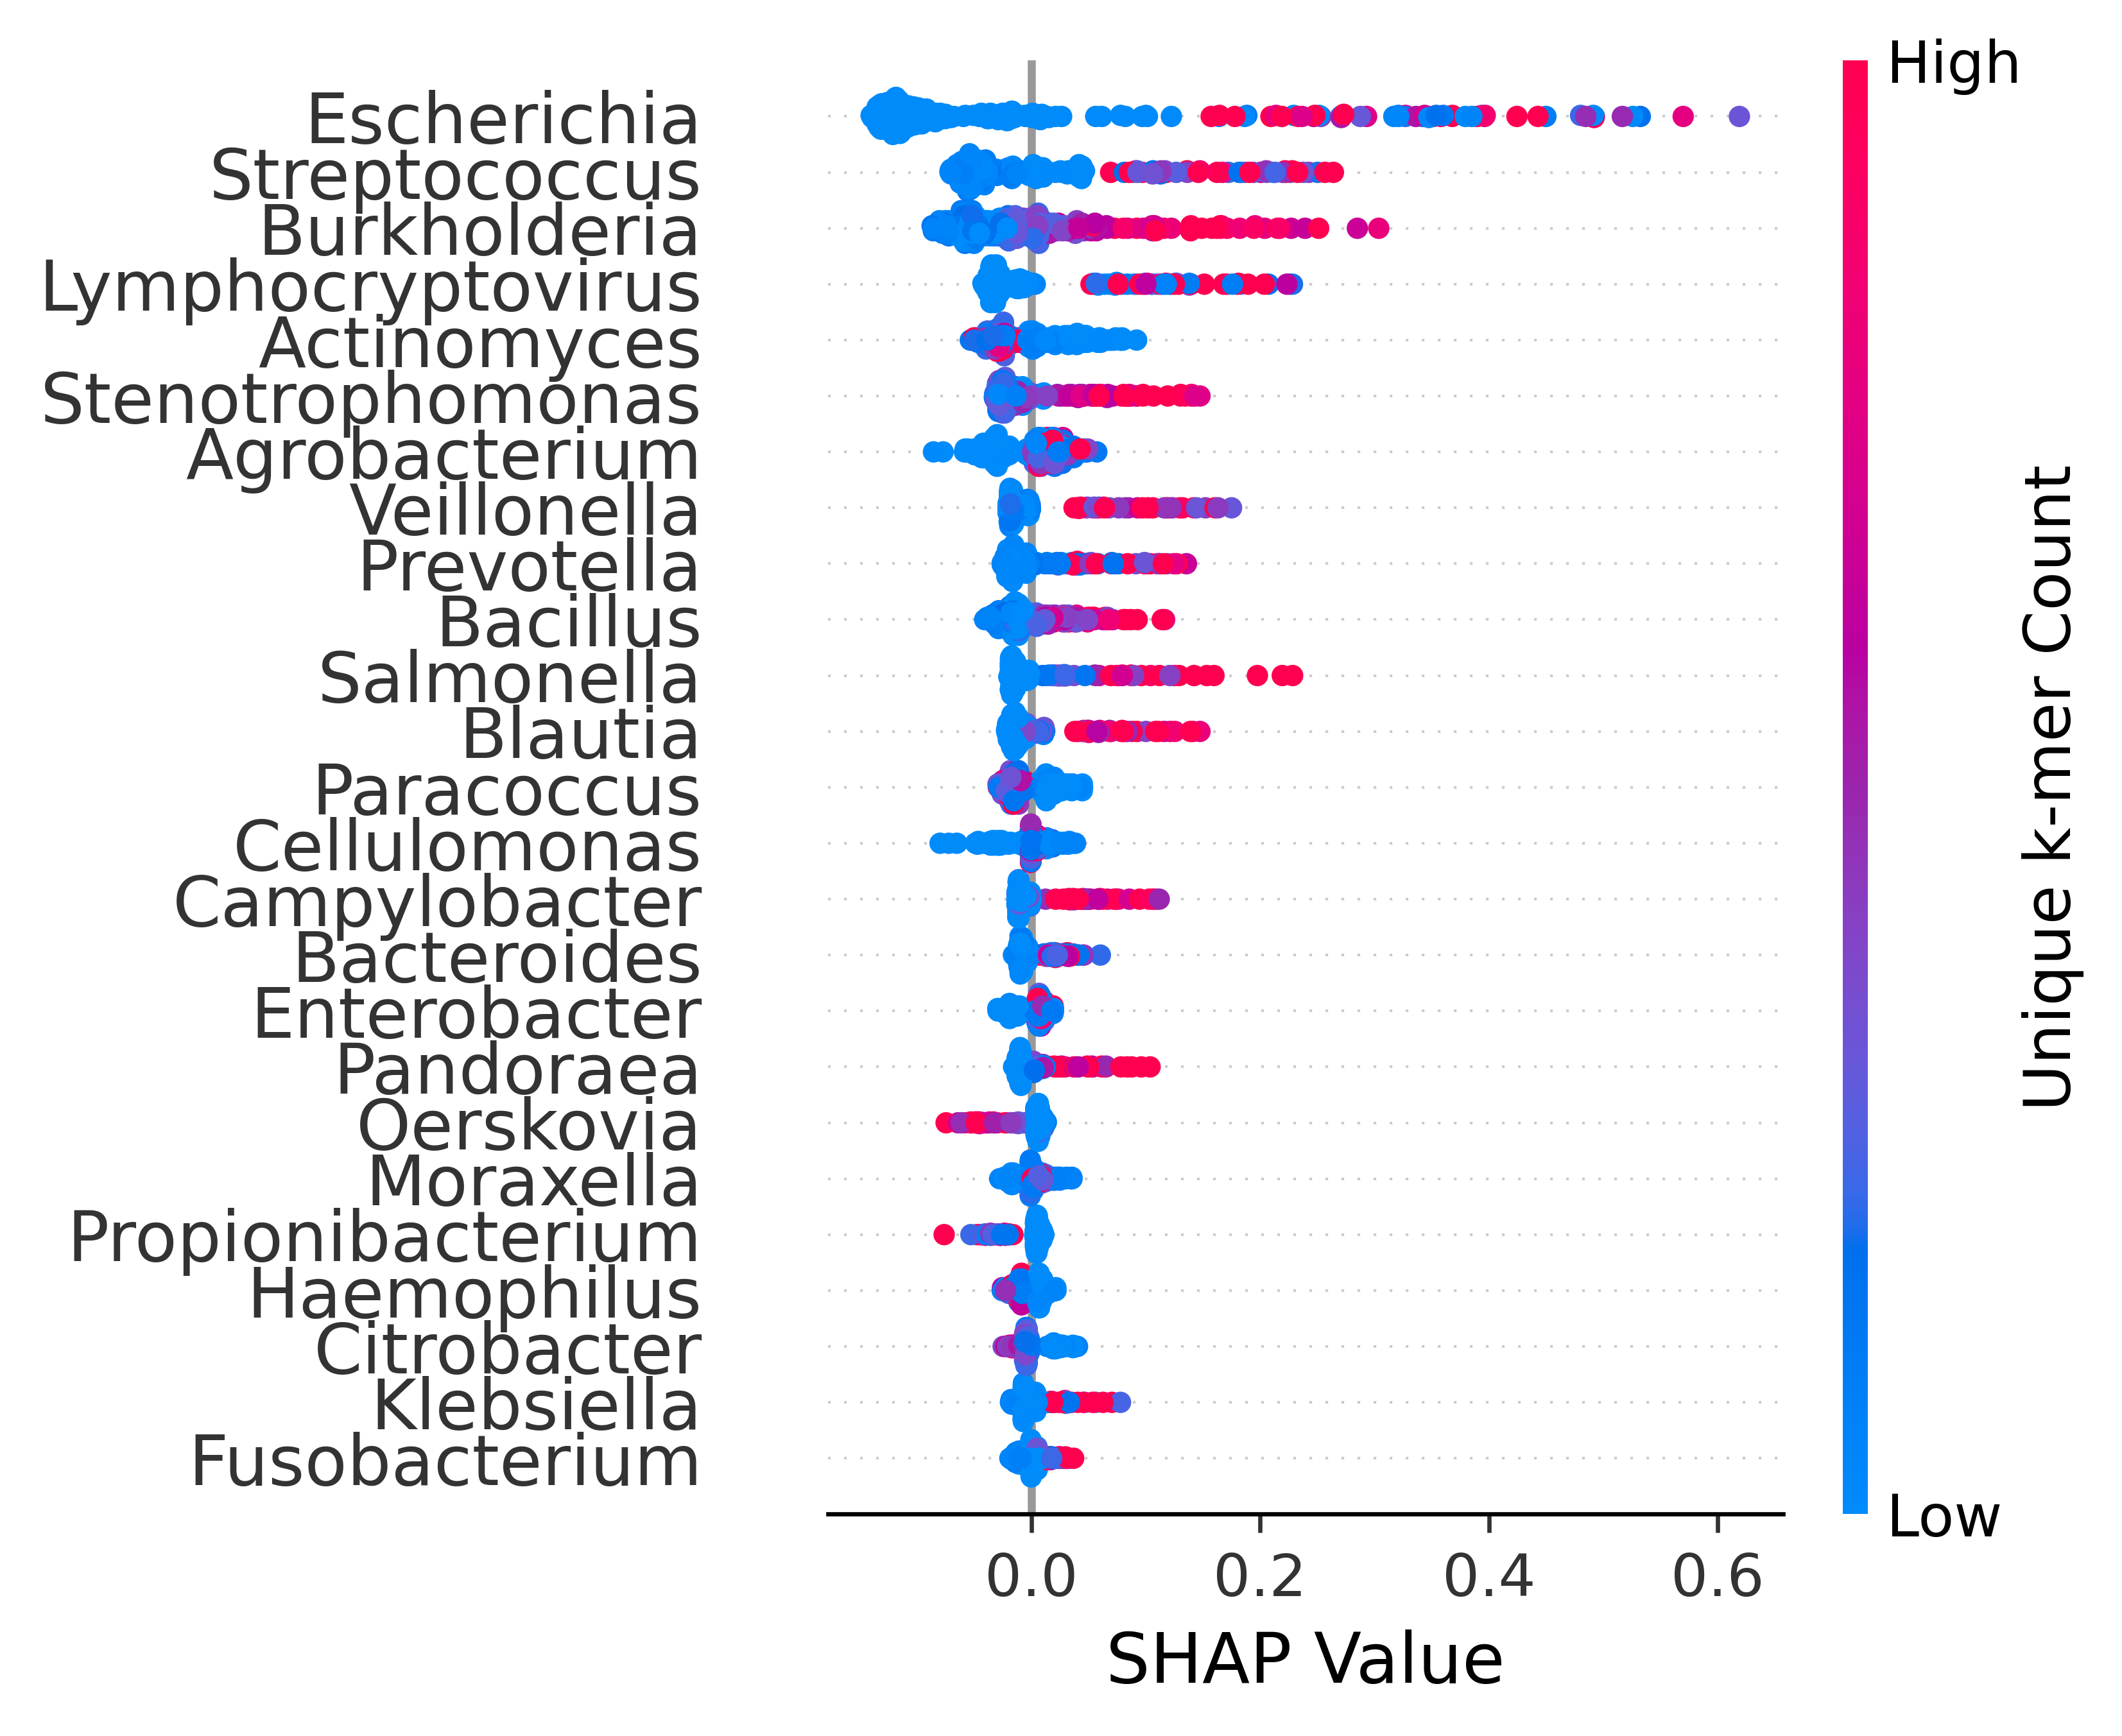 High
Escherichia
Streptococcus
Burkholderia
Lymphocryptovirus
Actinomyces
Stenotrophomonas
Agrobacterium
Veillonella
Prevotella
Bacillus
Salmonella
Blautia
Paracoccus
Cellulomonas
Campylobacter
Bacteroides
Enterobacter
Pandoraea
Oerskovia
Moraxella
Propionibacterium
Haemophilus
Citrobacter
Klebsiella
Fusobacterium
Unique k-mer Count
Low
0.0 0.2 0.4 0.6
SHAP Value